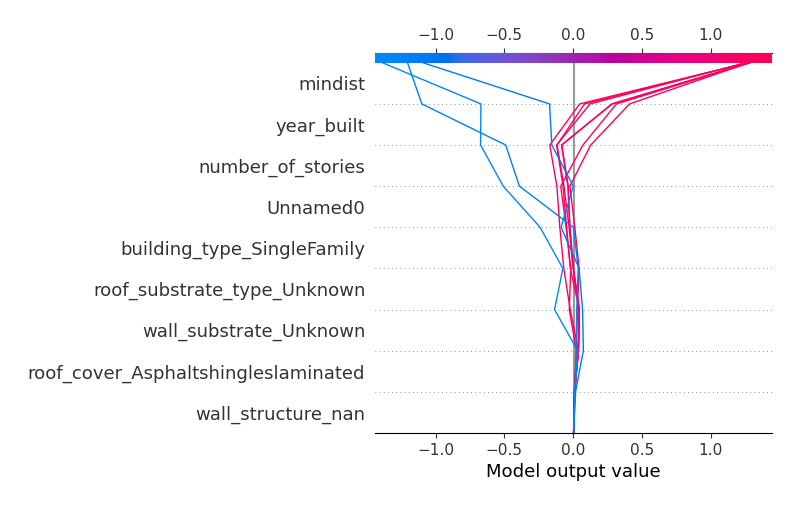 −1.0 −0.5 0.0 0.5 1.0
mindist
year_built
number_of_stories
Unnamed0
building_type_SingleFamily
roof_substrate_type_Unknown
wall_substrate_Unknown
roof_cover_Asphaltshingleslaminated
wall_structure_nan
−1.0 −0.5 0.0 0.5 1.0
Model output value